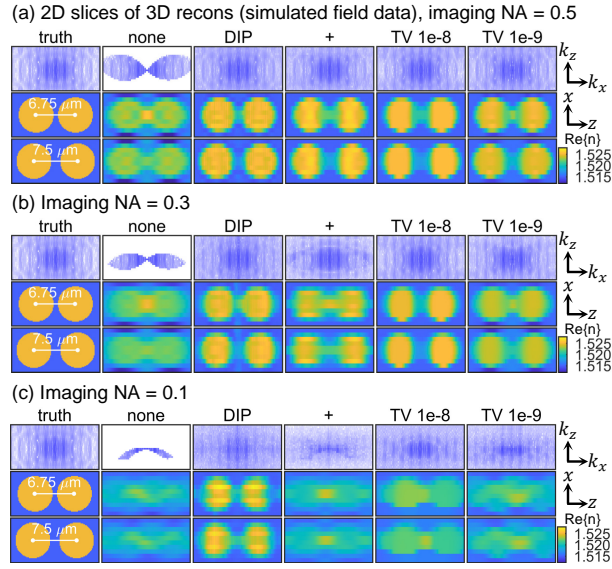 (a) 2D slices of 3D recons (simulated field data), imaging NA = 0.5
truth none DIP + TV 1e-8 TV 1e-9
k_z
k_x
6.75 μm
x
z
7.5 μm
Re{n}
1.525
1.520
1.515
(b) Imaging NA = 0.3
truth none DIP + TV 1e-8 TV 1e-9
k_z
k_x
6.75 μm
x
z
7.5 μm
Re{n}
1.525
1.520
1.515
(c) Imaging NA = 0.1
truth none DIP + TV 1e-8 TV 1e-9
k_z
k_x
6.75 μm
x
z
7.5 μm
Re{n}
1.525
1.520
1.515